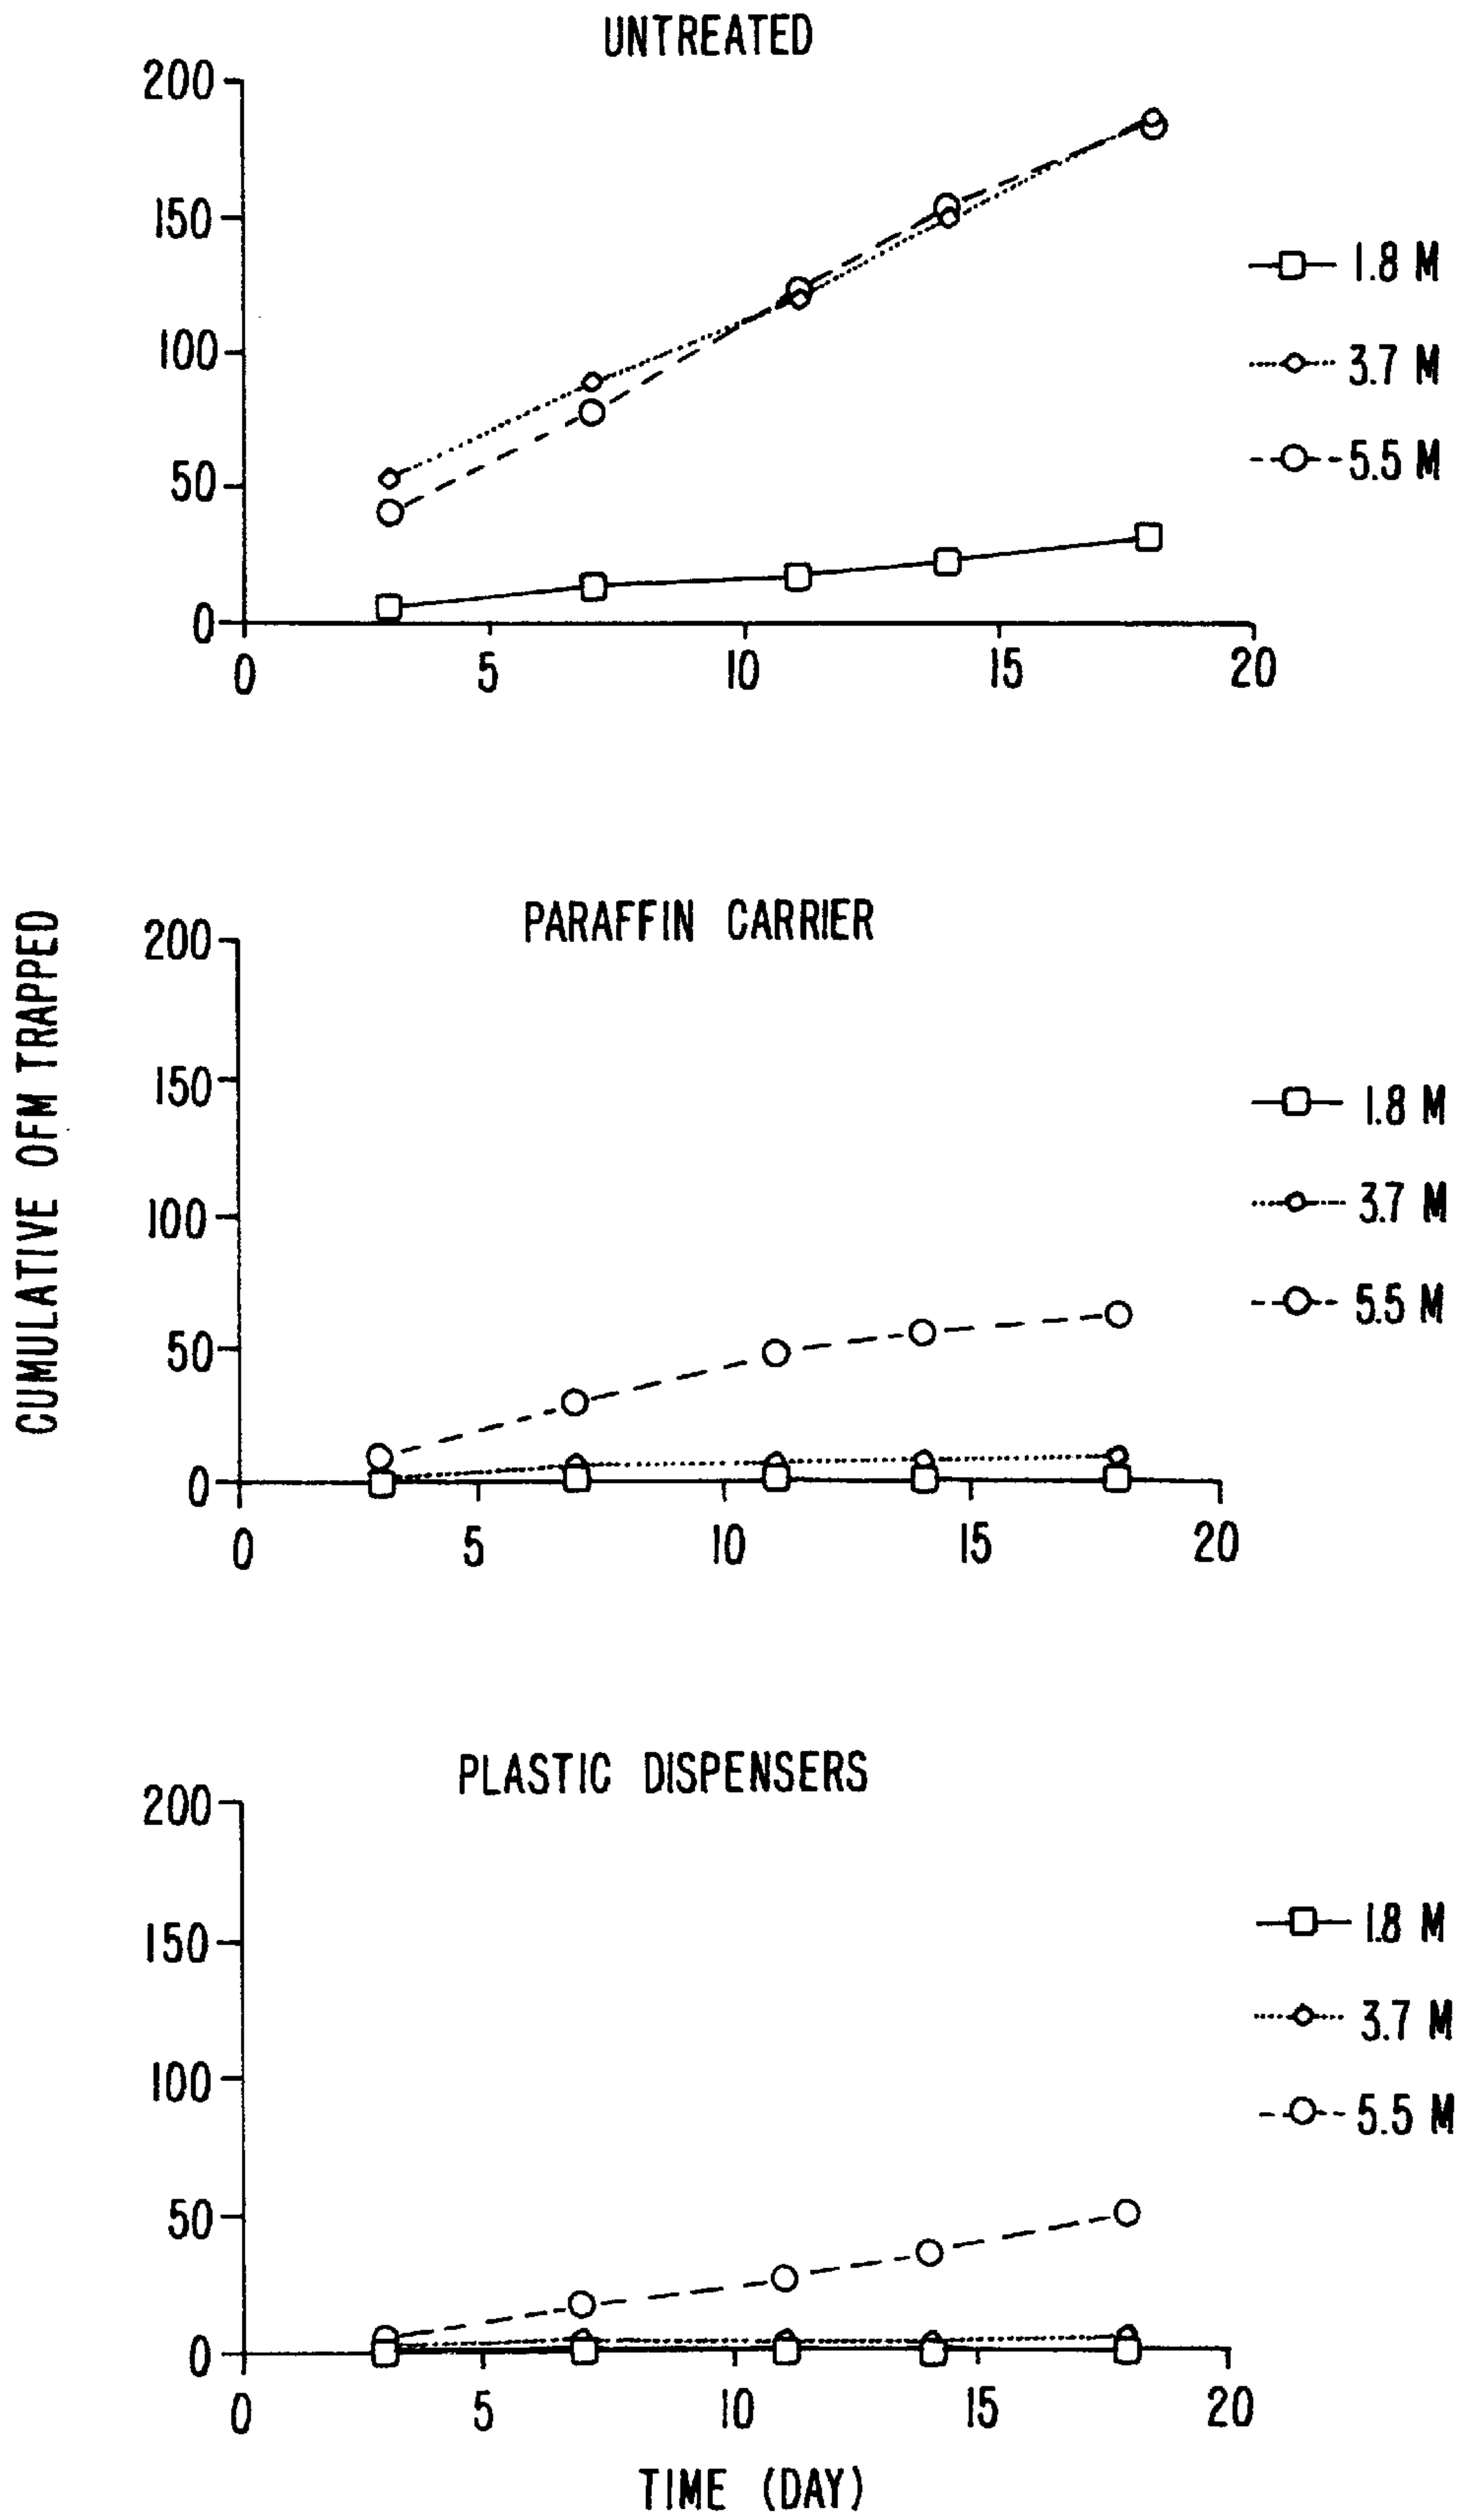 UNTREATED
200
150
100
50
0
0 5 10 15 20
1.8 M
3.7 M
5.5 M
CUMULATIVE OFM TRAPPED
PARAFFIN CARRIER
200
150
100
50
0
0 5 10 15 20
1.8 M
3.7 M
5.5 M
PLASTIC DISPENSERS
200
150
100
50
0
0 5 10 15 20
1.8 M
3.7 M
5.5 M
TIME (DAY)